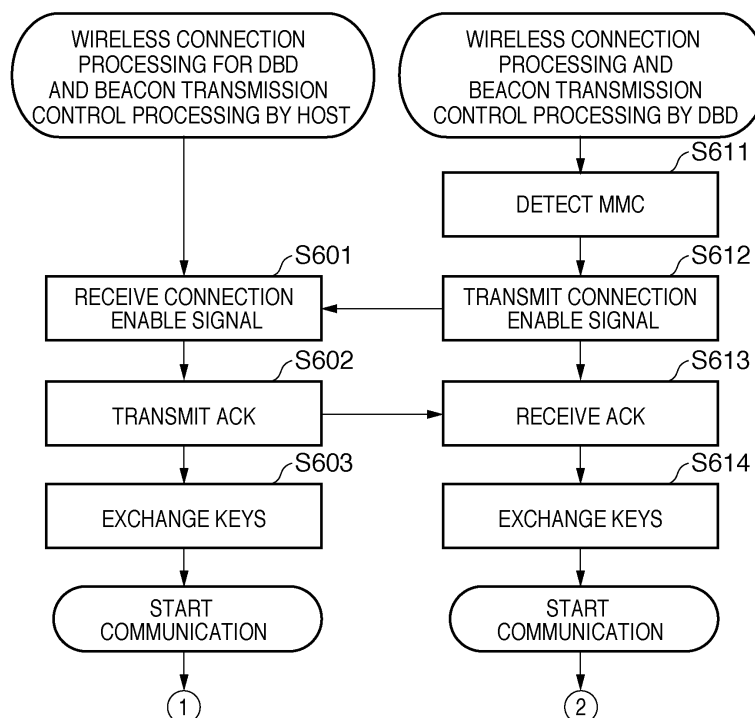 WIRELESS CONNECTION
PROCESSING FOR DBD
AND BEACON TRANSMISSION
CONTROL PROCESSING BY HOST
WIRELESS CONNECTION
PROCESSING AND
BEACON TRANSMISSION
CONTROL PROCESSING BY DBD
S611
DETECT MMC
S601
RECEIVE CONNECTION
ENABLE SIGNAL
S612
TRANSMIT CONNECTION
ENABLE SIGNAL
S602
TRANSMIT ACK
S613
RECEIVE ACK
S603
EXCHANGE KEYS
S614
EXCHANGE KEYS
START
COMMUNICATION
START
COMMUNICATION
1
2